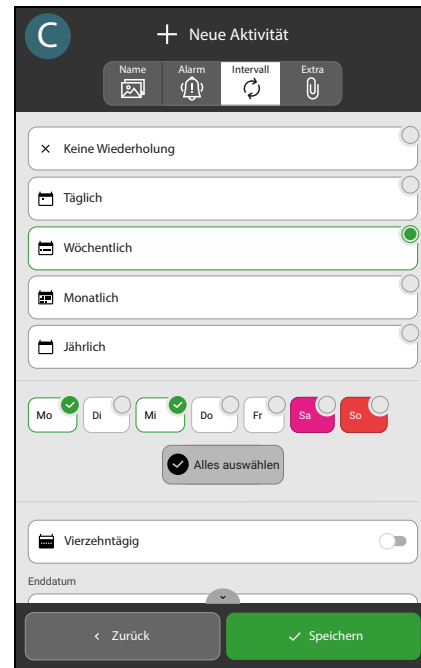 C
Neue Aktivität
Name Alarm Intervall Extra
Keine Wiederholung
Täglich
Wöchentlich
Monatlich
Jährlich
Mo Di Mi Do Fr Sa So
Alles auswählen
Vierzehntägig
Enddatum
Zurück Speichern